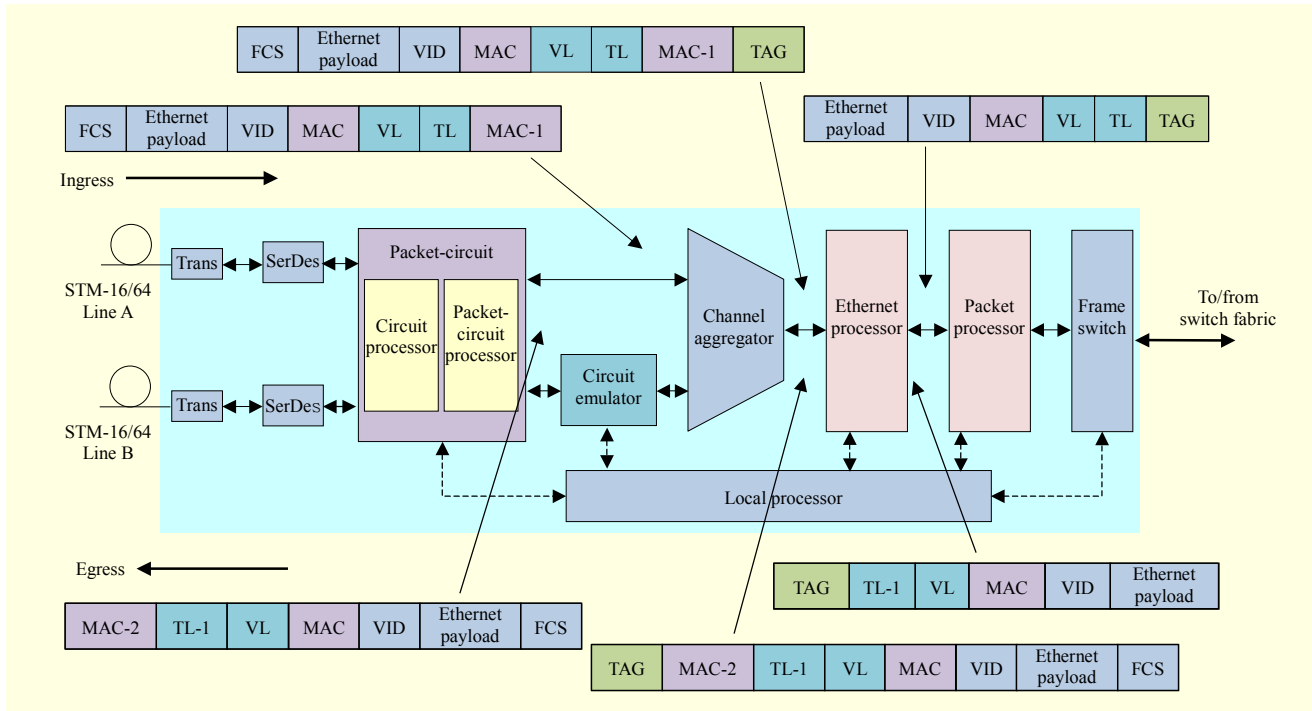 FCS Ethernet payload VID MAC VL TL MAC-1 TAG
FCS Ethernet payload VID MAC VL TL MAC-1
Ethernet payload VID MAC VL TL TAG
Ingress
STM-16/64
Line A
Trans
SerDes
Packet-circuit
Circuit
processor
Packet-
circuit
processor
Circuit
emulator
Channel
aggregator
Ethernet
processor
Packet
processor
Frame
switch
To/from
switch fabric
STM-16/64
Line B
Trans
SerDes
Local processor
Egress
MAC-2 TL-1 VL MAC VID Ethernet payload FCS
TAG TL-1 VL MAC VID Ethernet payload
TAG MAC-2 TL-1 VL MAC VID Ethernet payload FCS